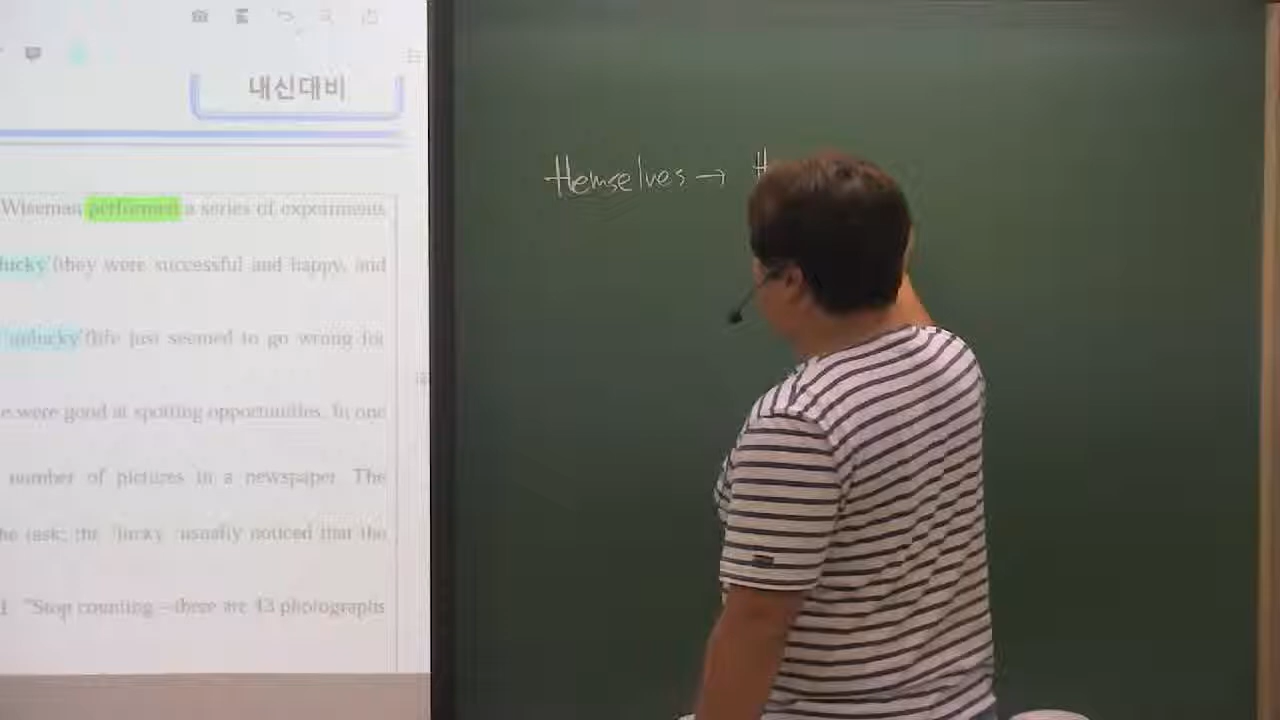 내신대비
Wiseman performed a series of experiments
lucky' (they were successful and happy, and
unlucky' (life just seemed to go wrong for
e were good at spotting opportunities. In one
number of pictures in a newspaper. The
he task; the 'lucky' usually noticed that the
"Stop counting – there are 43 photographs
themselves →